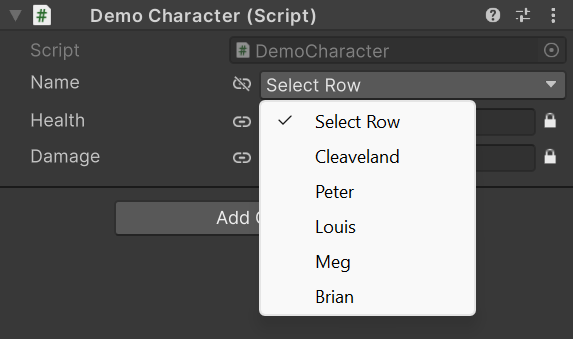 Demo Character (Script)
Script
DemoCharacter
Name
Select Row
Health
Damage
Select Row
Cleaveland
Peter
Louis
Meg
Brian
Add C